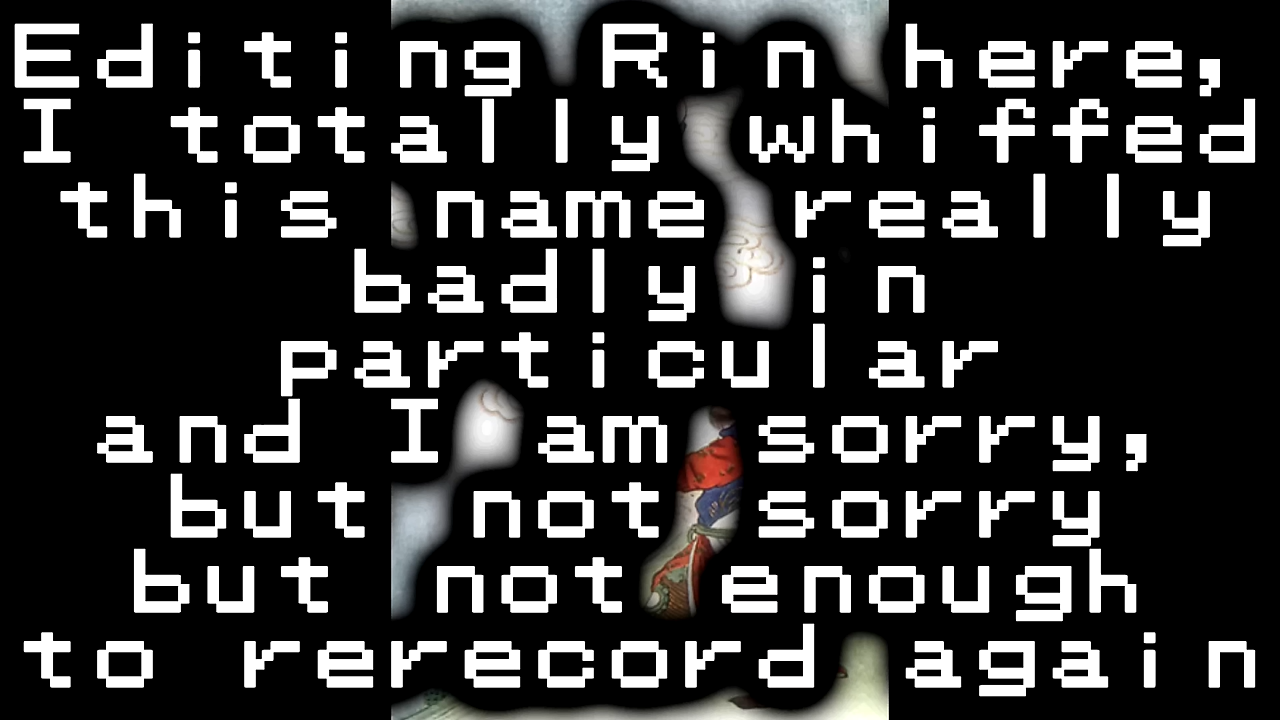 Editing Rin here,
I totally whiffed
this name really
badly in
particular
and I am sorry,
but not sorry
but not enough
to rerecord again